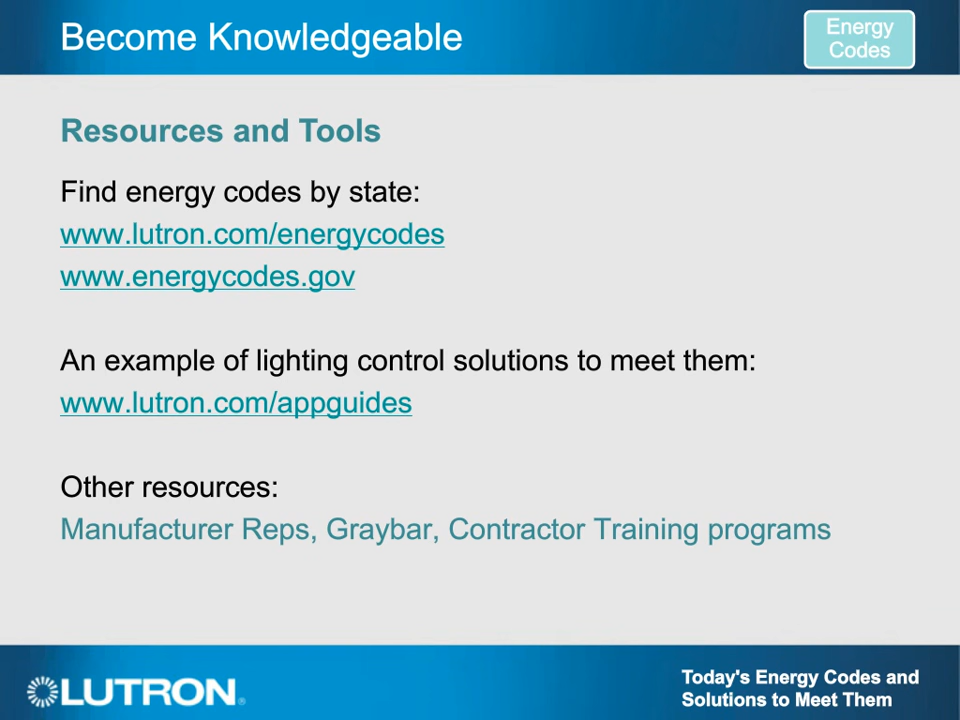 Become Knowledgeable
Energy
Codes
Resources and Tools
Find energy codes by state:
www.lutron.com/energycodes
www.energycodes.gov
An example of lighting control solutions to meet them:
www.lutron.com/appguides
Other resources:
Manufacturer Reps, Graybar, Contractor Training programs
LUTRON®
Today's Energy Codes and
Solutions to Meet Them